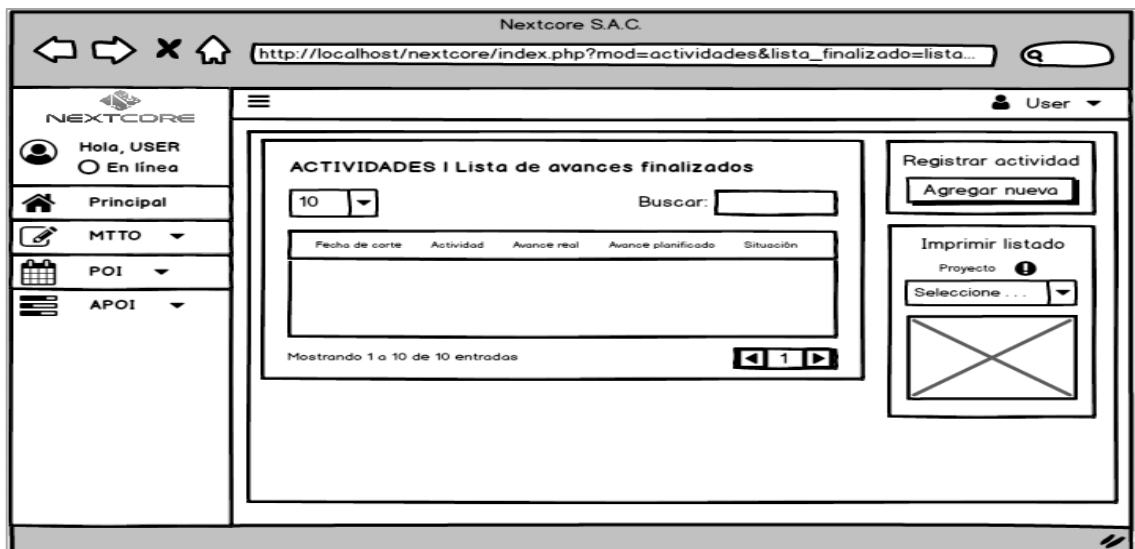 Nextcore S.A.C.
http://localhost/nextcore/index.php?mod=actividades&lista_finalizado=lista...
NEXTCORE
User
Hola, USER
En línea
Principal
MTTO
POI
APOI
ACTIVIDADES I Lista de avances finalizados
10
Buscar:
Fecha de corte Actividad Avance real Avance planificado Situación
Mostrando 1 a 10 de 10 entradas
1
Registrar actividad
Agregar nueva
Imprimir listado
Proyecto
Seleccione ...